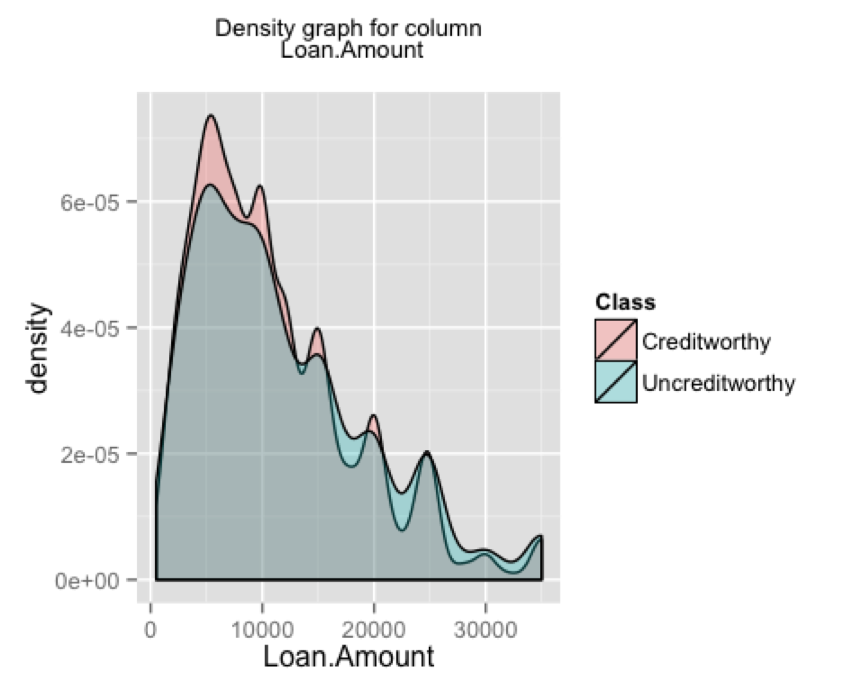 Density graph for column
Loan.Amount
6e-05
4e-05
2e-05
0e+00
density
0 10000 20000 30000
Loan.Amount
Class
Creditworthy
Uncreditworthy